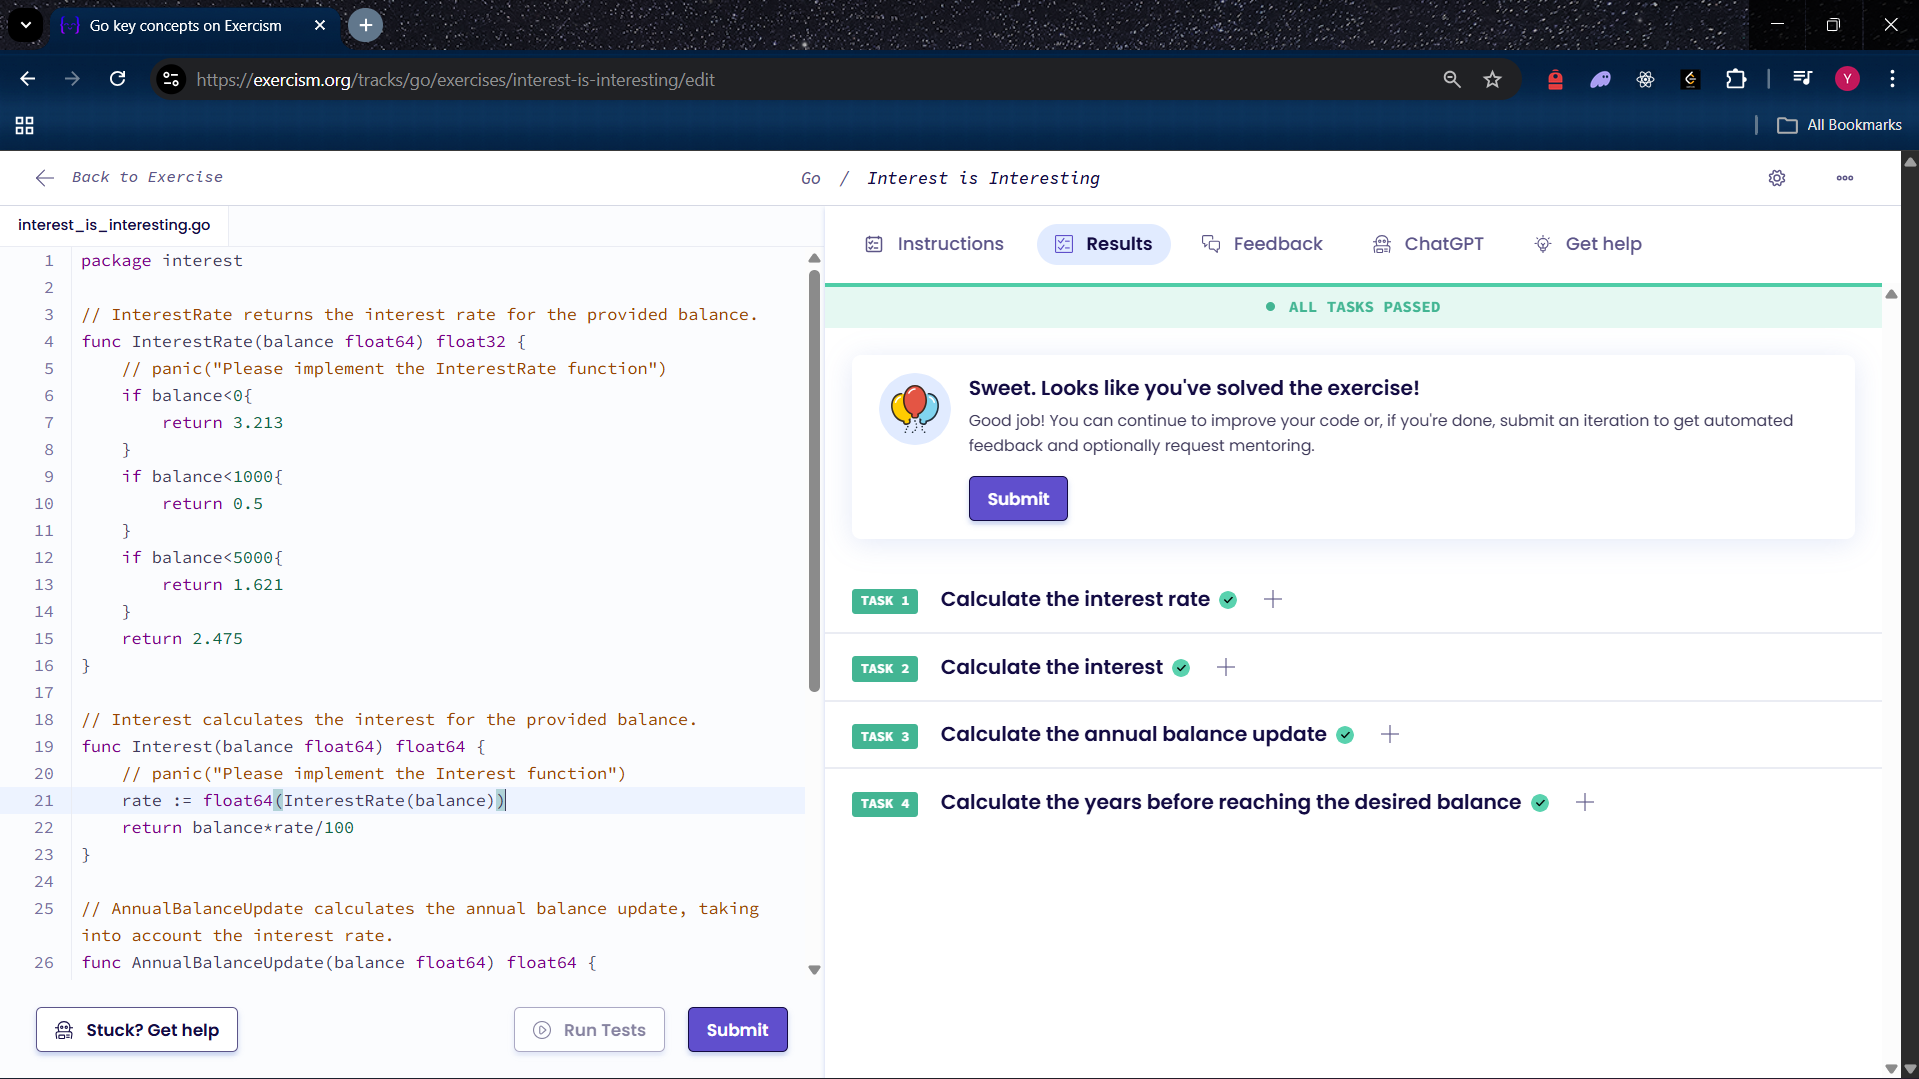 Go key concepts on Exercism
https://exercism.org/tracks/go/exercises/interest-is-interesting/edit
Y
All Bookmarks
Back to Exercise
Go / Interest is Interesting
interest_is_interesting.go
1 package interest
2
3 // InterestRate returns the interest rate for the provided balance.
4 func InterestRate(balance float64) float32 {
5 // panic("Please implement the InterestRate function")
6 if balance<0{
7 return 3.213
8 }
9 if balance<1000{
10 return 0.5
11 }
12 if balance<5000{
13 return 1.621
14 }
15 return 2.475
16 }
17
18 // Interest calculates the interest for the provided balance.
19 func Interest(balance float64) float64 {
20 // panic("Please implement the Interest function")
21 rate := float64(InterestRate(balance))
22 return balance*rate/100
23 }
24
25 // AnnualBalanceUpdate calculates the annual balance update, taking
into account the interest rate.
26 func AnnualBalanceUpdate(balance float64) float64 {
Stuck? Get help
Run Tests
Submit
Instructions
Results
Feedback
ChatGPT
Get help
ALL TASKS PASSED
Sweet. Looks like you've solved the exercise!
Good job! You can continue to improve your code or, if you're done, submit an iteration to get automated
feedback and optionally request mentoring.
Submit
TASK 1 Calculate the interest rate
TASK 2 Calculate the interest
TASK 3 Calculate the annual balance update
TASK 4 Calculate the years before reaching the desired balance